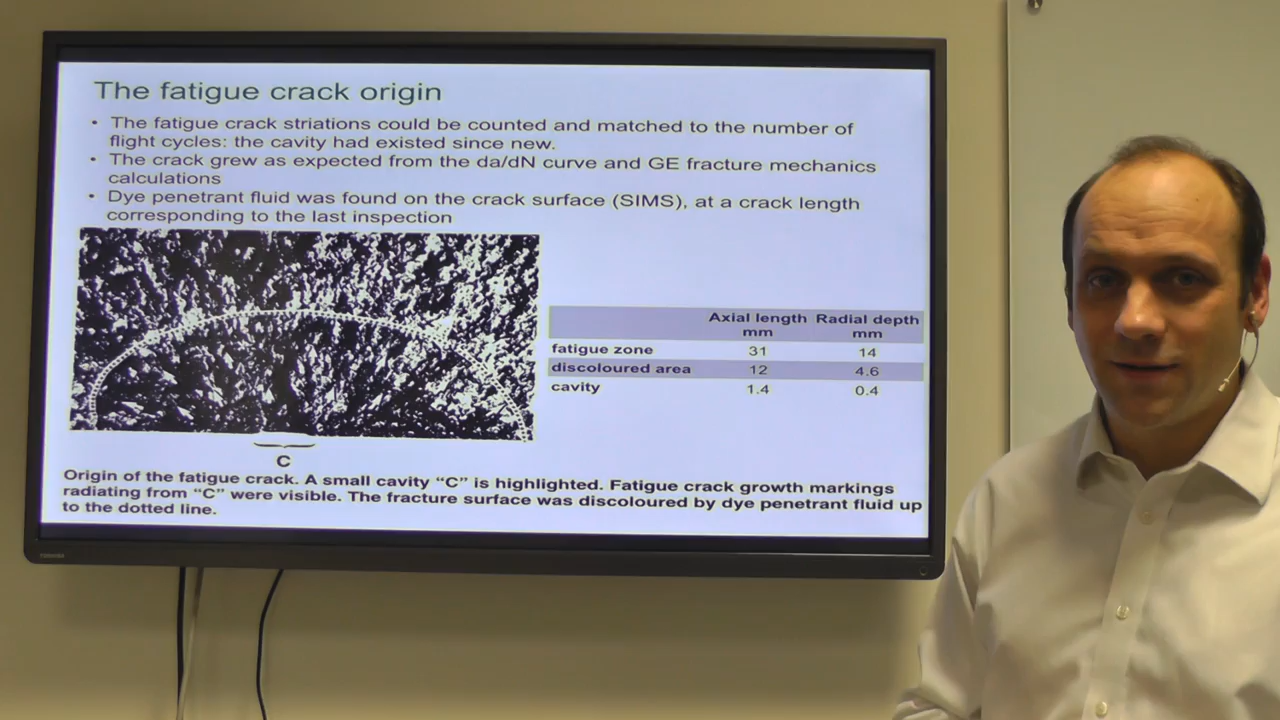 The fatigue crack origin
• The fatigue crack striations could be counted and matched to the number of
flight cycles: the cavity had existed since new.
• The crack grew as expected from the da/dN curve and GE fracture mechanics
calculations
• Dye penetrant fluid was found on the crack surface (SIMS), at a crack length
corresponding to the last inspection
Axial length Radial depth
mm mm
fatigue zone 31 14
discoloured area 12 4.6
cavity 1.4 0.4
C
Origin of the fatigue crack. A small cavity “C” is highlighted. Fatigue crack growth markings
radiating from “C” were visible. The fracture surface was discoloured by dye penetrant fluid up
to the dotted line.
TOSHIBA